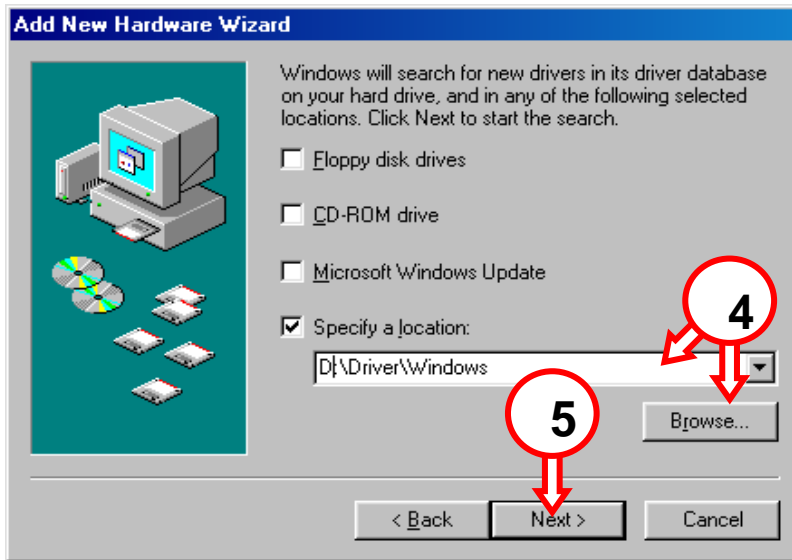 Add New Hardware Wizard
Windows will search for new drivers in its driver database
on your hard drive, and in any of the following selected
locations. Click Next to start the search.
Floppy disk drives
CD-ROM drive
Microsoft Windows Update
Specify a location:
4
D:\Driver\Windows
5
Browse...
< Back
Next >
Cancel